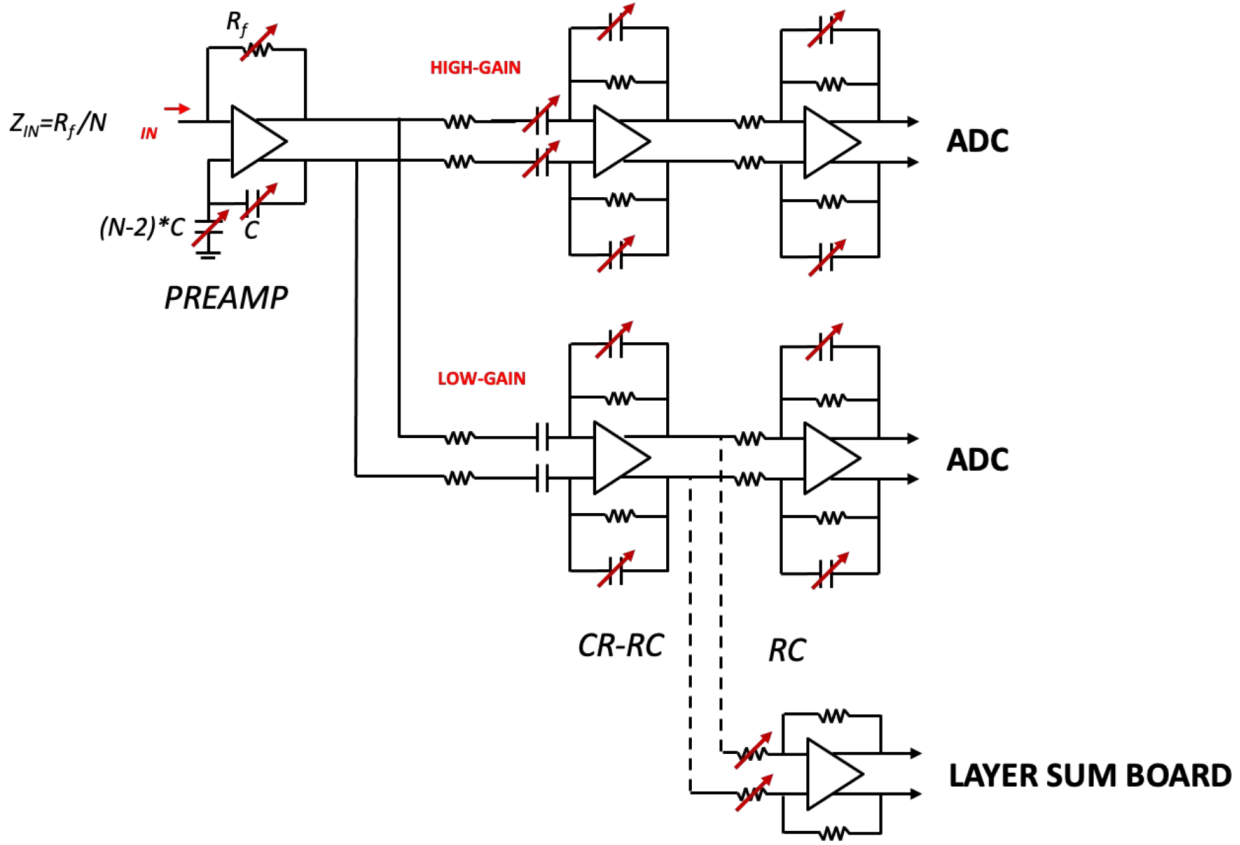 R_f
HIGH-GAIN
Z_IN=R_f/N
IN
ADC
(N-2)*C
C
PREAMP
LOW-GAIN
ADC
CR-RC
RC
LAYER SUM BOARD